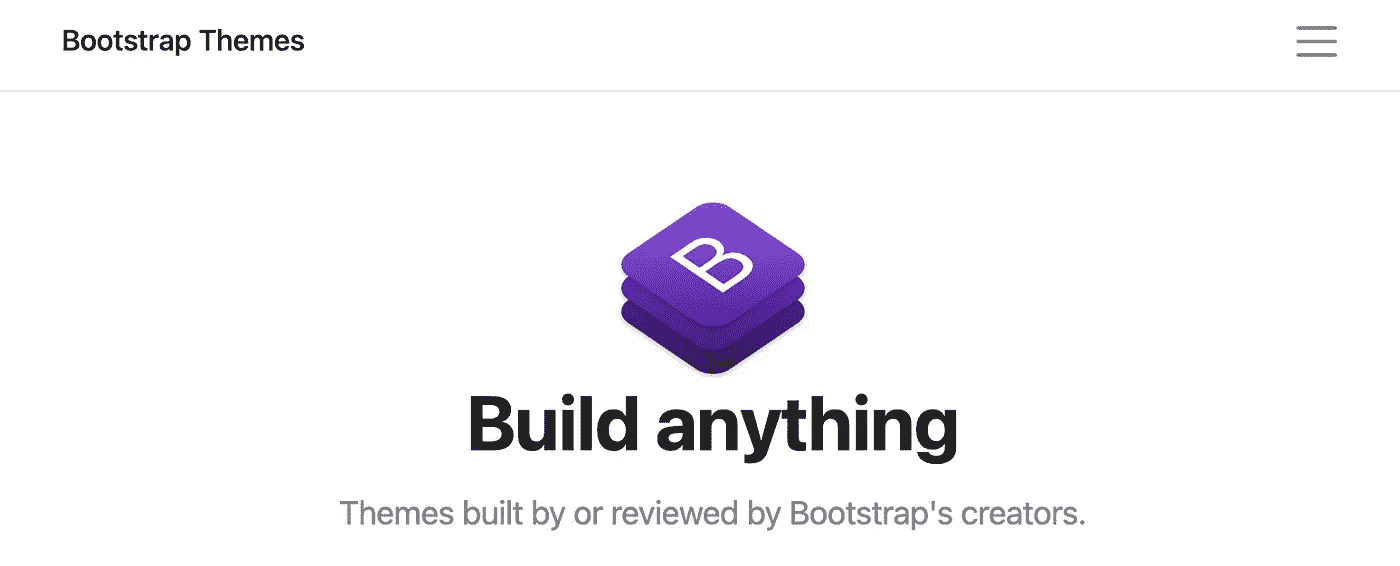 Bootstrap Themes
B
Build anything
Themes built by or reviewed by Bootstrap's creators.